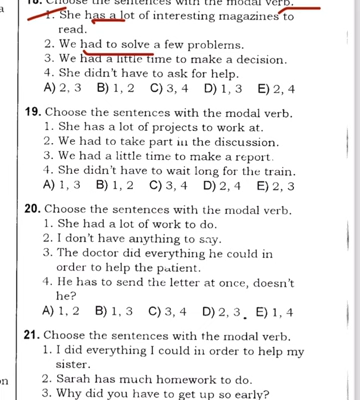 18. Choose the sentences with the modal verb.
1. She has a lot of interesting magazines to
read.
2. We had to solve a few problems.
3. We had a little time to make a decision.
4. She didn't have to ask for help.
A) 2, 3 B) 1, 2 C) 3, 4 D) 1, 3 E) 2, 4
19. Choose the sentences with the modal verb.
1. She has a lot of projects to work at.
2. We had to take part in the discussion.
3. We had a little time to make a report.
4. She didn't have to wait long for the train.
A) 1, 3 B) 1, 2 C) 3, 4 D) 2, 4 E) 2, 3
20. Choose the sentences with the modal verb.
1. She had a lot of work to do.
2. I don't have anything to say.
3. The doctor did everything he could in
order to help the patient.
4. He has to send the letter at once, doesn't
he?
A) 1, 2 B) 1, 3 C) 3, 4 D) 2, 3 E) 1, 4
21. Choose the sentences with the modal verb.
1. I did everything I could in order to help my
sister.
2. Sarah has much homework to do.
3. Why did you have to get up so early?